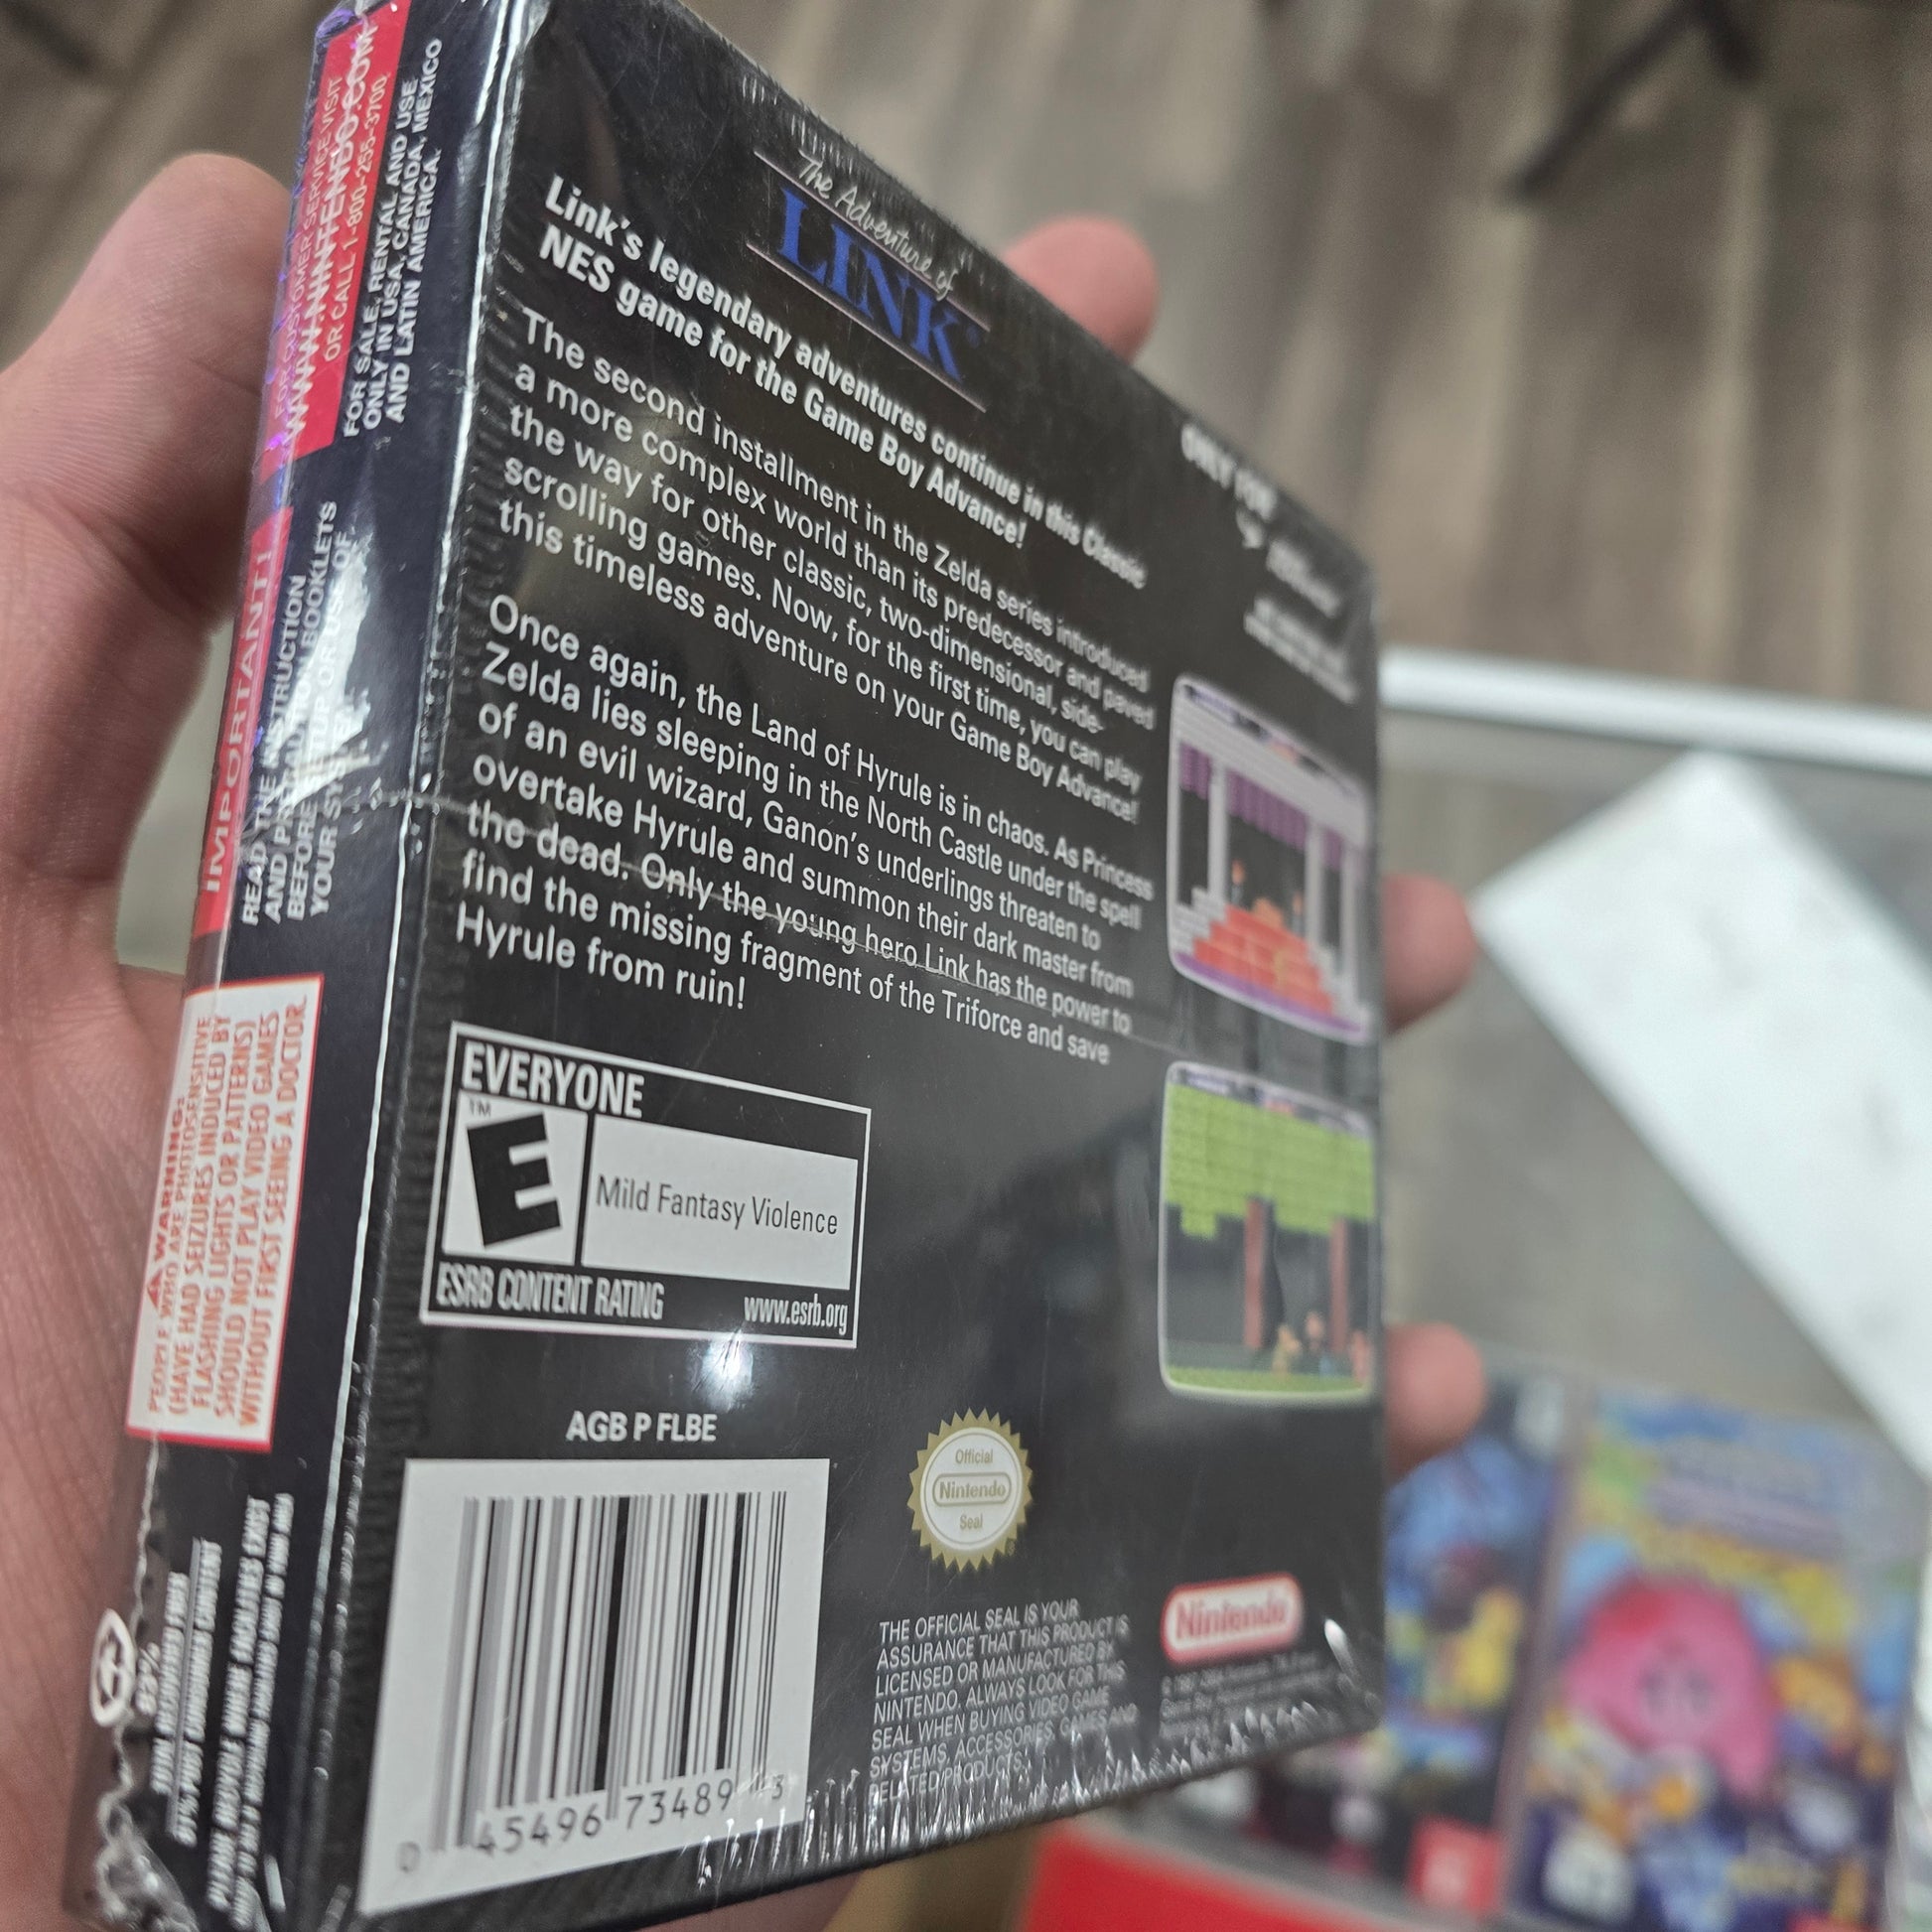 The Adventure of
LINK
Link's legendary adventures continue in this Classic
NES game for the Game Boy Advance!
The second installment in the Zelda series introduced
a more complex world than its predecessor and paved
the way for other classic, two-dimensional, side-
scrolling games. Now, for the first time, you can play
this timeless adventure on your Game Boy Advance!
Once again, the Land of Hyrule is in chaos. As Princess
Zelda lies sleeping in the North Castle under the spell
of an evil wizard, Ganon's underlings threaten to
overtake Hyrule and summon their dark master from
the dead. Only the young hero Link has the power to
find the missing fragment of the Triforce and save
Hyrule from ruin!
ONLY FOR
EVERYONE
TM
E
Mild Fantasy Violence
ESRB CONTENT RATING www.esrb.org
AGB P FLBE
0 45496 73489 3
Official
Nintendo
Seal
THE OFFICIAL SEAL IS YOUR
ASSURANCE THAT THIS PRODUCT IS
LICENSED OR MANUFACTURED BY
NINTENDO. ALWAYS LOOK FOR THIS
SEAL WHEN BUYING VIDEO GAME
SYSTEMS, ACCESSORIES, GAMES AND
RELATED PRODUCTS.
Nintendo
FOR CUSTOMER SERVICE VISIT
WWW.NINTENDO.COM
OR CALL 1-800-255-3700
FOR SALE, RENTAL AND USE
ONLY IN USA, CANADA, MEXICO
AND LATIN AMERICA.
IMPORTANT!
READ THE INSTRUCTION
AND PRECAUTION BOOKLETS
BEFORE SETUP OR USE OF
YOUR SYSTEM.
WARNING:
PEOPLE WHO ARE PHOTOSENSITIVE
(HAVE HAD SEIZURES INDUCED BY
FLASHING LIGHTS OR PATTERNS)
SHOULD NOT PLAY VIDEO GAMES
WITHOUT FIRST SEEING A DOCTOR.
PLEASE RECYCLE WHERE FACILITIES EXIST